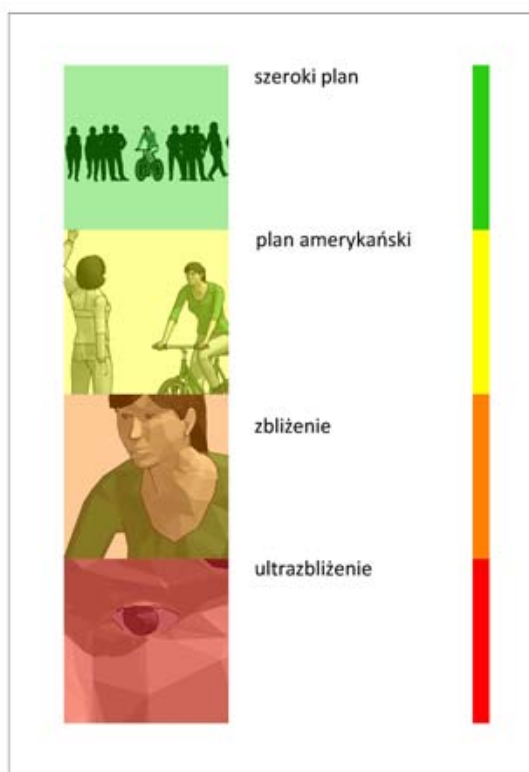 szeroki plan
plan amerykański
zbliżenie
ultrazbliżenie